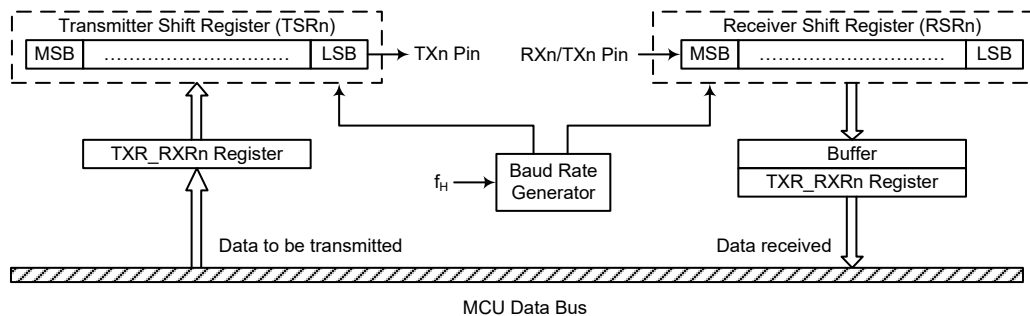 Transmitter Shift Register (TSRn)
MSB ................................ LSB
TXn Pin
RXn/TXn Pin
Receiver Shift Register (RSRn)
MSB ................................ LSB
TXR_RXRn Register
fH
Baud Rate
Generator
Buffer
TXR_RXRn Register
Data to be transmitted
Data received
MCU Data Bus